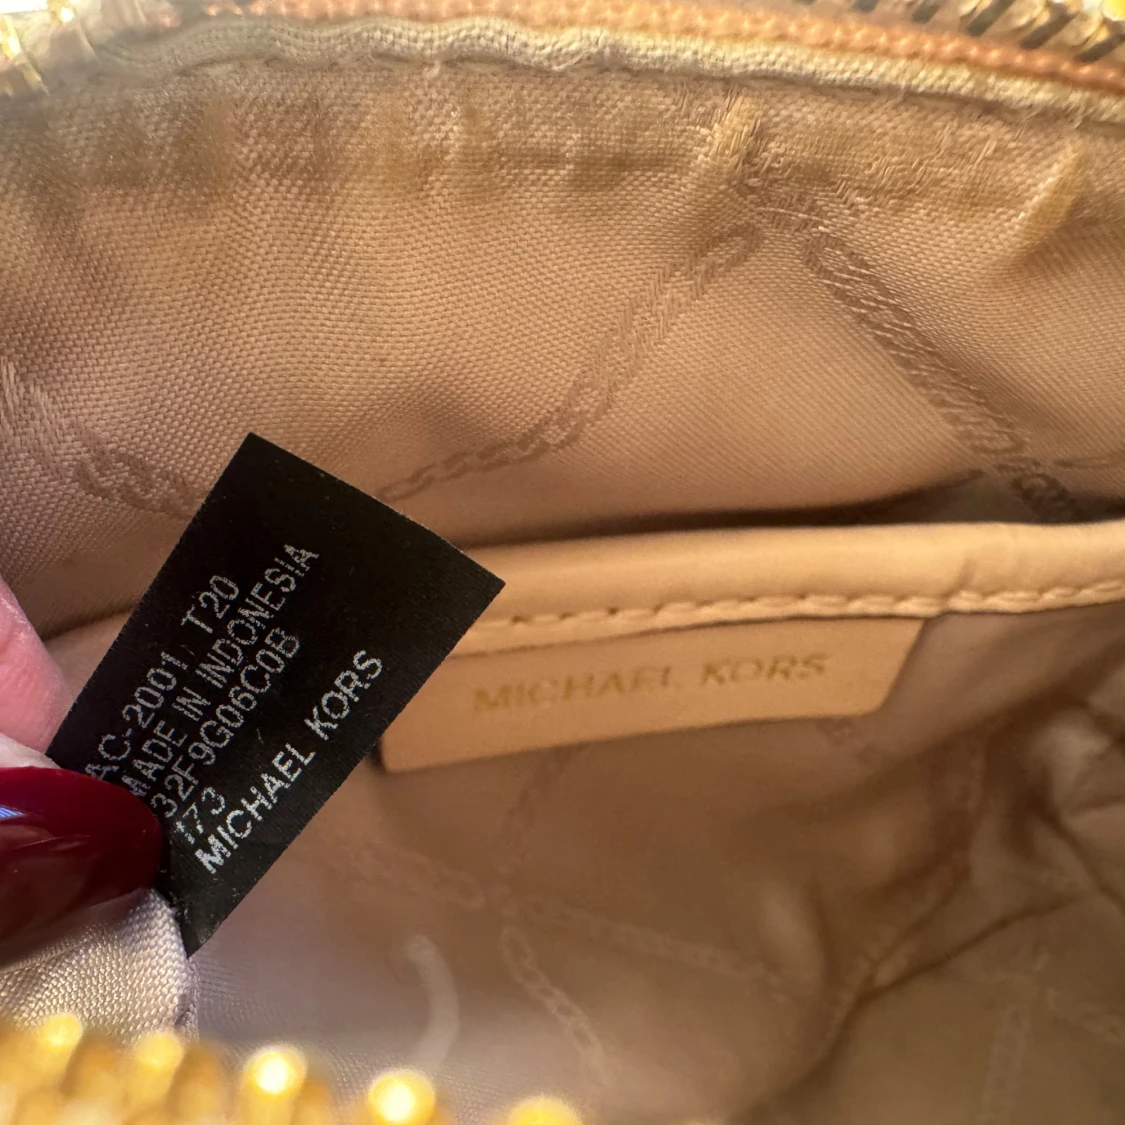 AC-2001 T20
MADE IN INDONESIA
32F9G06C0B
173
MICHAEL KORS
MICHAEL KORS